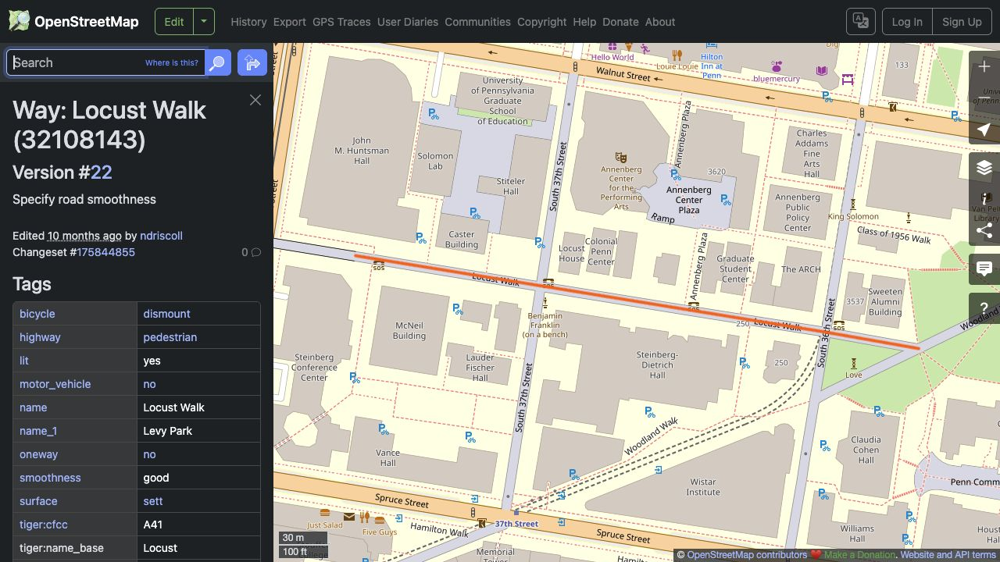 OpenStreetMap
Edit
History
Export
GPS Traces
User Diaries
Communities
Copyright
Help
Donate
About
Log In
Sign Up
Search
Where is this?
Way: Locust Walk
(32108143)
Version #22
Specify road smoothness
Edited 10 months ago by ndriscoll
Changeset #175844855
0
Tags
bicycle dismount
highway pedestrian
lit yes
motor_vehicle no
name Locust Walk
name_1 Levy Park
oneway no
smoothness good
surface sett
tiger:cfcc A41
tiger:name_base Locust
Hello World
Louie Louie
Hilton
Inn at
Penn
Dig
bluemercury
133
Walnut Street
University
of Pennsylvania
Graduate
School
of Education
John
M. Huntsman
Hall
Solomon
Lab
Stiteler
Hall
Caster
Building
South 37th Street
Annenberg
Center
for the
Performing
Arts
Annenberg Plaza
3620
Annenberg
Center
Plaza
Ramp
Charles
Addams
Fine
Arts
Hall
Annenberg
Public
Policy
Center
King Solomon
Van Pelt
Library
Class of 1956 Walk
Locust
House
Colonial
Penn
Center
Annenberg Plaza
Graduate
Student
Center
The ARCH
3537
Sweeten
Alumni
Building
SOS
SOS
SOS
SOS
Locust Walk
250
Locust Walk
Woodland
South 36th Street
Benjamin
Franklin
(on a bench)
McNeil
Building
Steinberg
Conference
Center
Lauder
Fischer
Hall
Steinberg-
Dietrich
Hall
250
Love
South 37th Street
Woodland Walk
Vance
Hall
Claudia
Cohen
Hall
Wistar
Institute
Penn Comm
Spruce Street
37th Street
Spruce Street
Just Salad
Five Guys
Hamilton Walk
Memorial
Tower
Williams
Hall
30 m
100 ft
© OpenStreetMap contributors ❤️ Make a Donation. Website and API terms